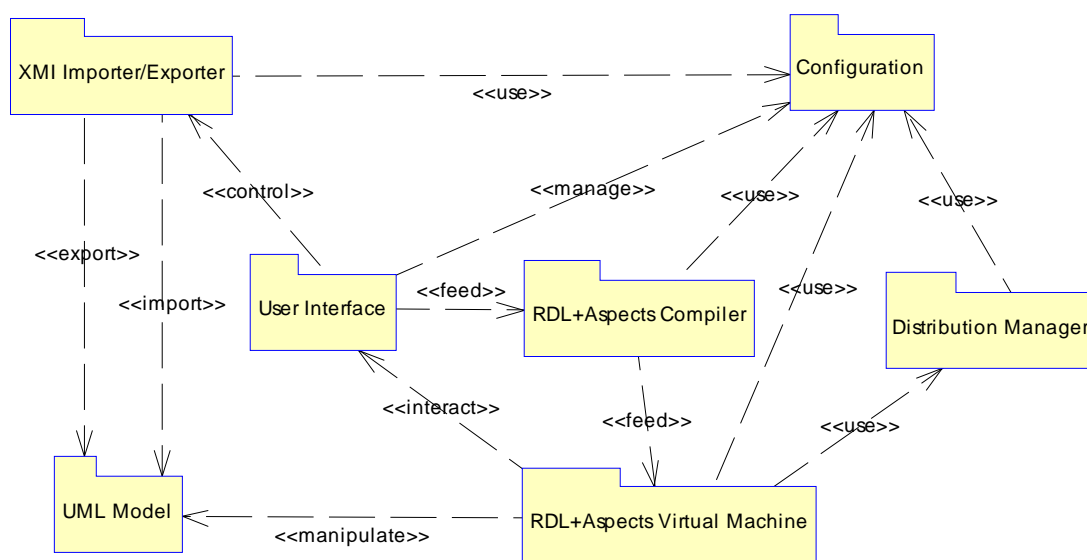 XMI Importer/Exporter
Configuration
<<use>>
<<control>>
<<manage>>
<<use>>
<<use>>
<<export>>
<<import>>
<<use>>
User Interface
<<feed>>
RDL+Aspects Compiler
Distribution Manager
<<interact>>
<<feed>>
<<use>>
UML Model
<<manipulate>>
RDL+Aspects Virtual Machine